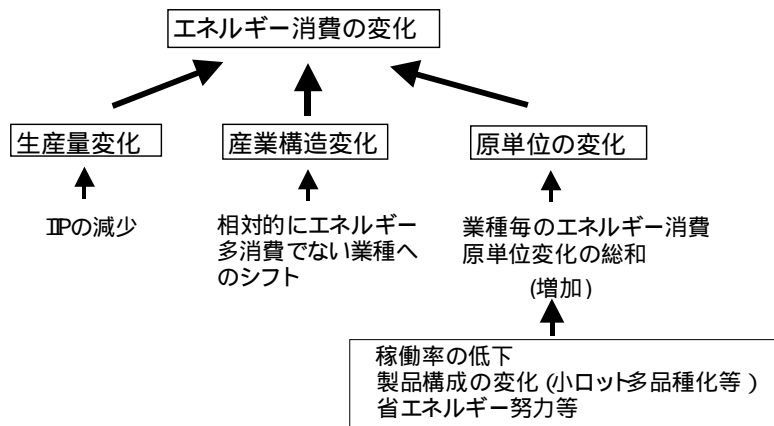 エネルギー消費の変化
生産量変化
産業構造変化
原単位の変化
IIPの減少
相対的にエネルギー
多消費でない業種へ
のシフト
業種毎のエネルギー消費
原単位変化の総和
(増加)
稼働率の低下
製品構成の変化(小ロット多品種化等)
省エネルギー努力等